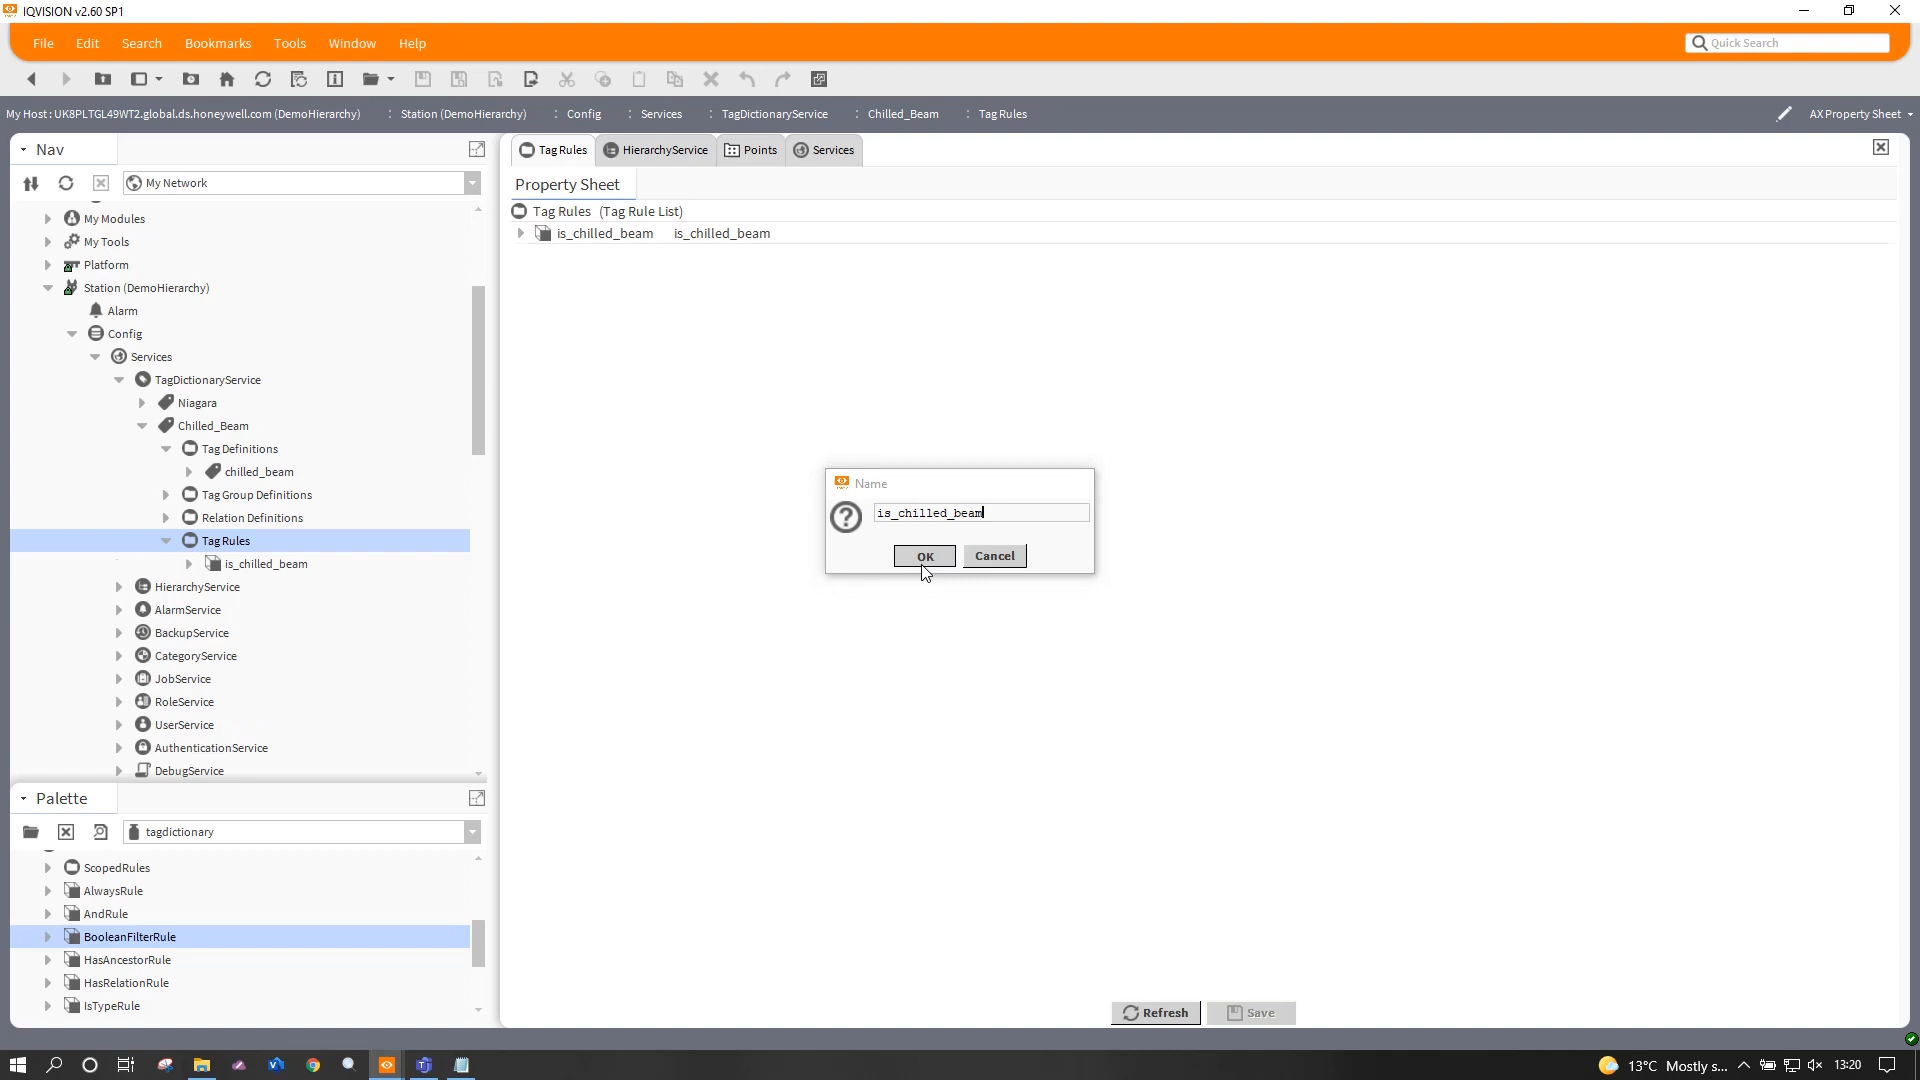 IQVISION v2.60 SP1
File Edit Search Bookmarks Tools Window Help
Quick Search
My Host : UK8PLTGL49WT2.global.ds.honeywell.com (DemoHierarchy) : Station (DemoHierarchy) : Config : Services : TagDictionaryService : Chilled_Beam : Tag Rules
AX Property Sheet
Nav
My Network
My Modules
My Tools
Platform
Station (DemoHierarchy)
Alarm
Config
Services
TagDictionaryService
Niagara
Chilled_Beam
Tag Definitions
chilled_beam
Tag Group Definitions
Relation Definitions
Tag Rules
is_chilled_beam
HierarchyService
AlarmService
BackupService
CategoryService
JobService
RoleService
UserService
AuthenticationService
DebugService
Palette
tagdictionary
ScopedRules
AlwaysRule
AndRule
BooleanFilterRule
HasAncestorRule
HasRelationRule
IsTypeRule
Tag Rules HierarchyService Points Services
Property Sheet
Tag Rules (Tag Rule List)
is_chilled_beam is_chilled_beam
Name
is_chilled_beam
OK Cancel
Refresh Save
13°C Mostly s... 13:20